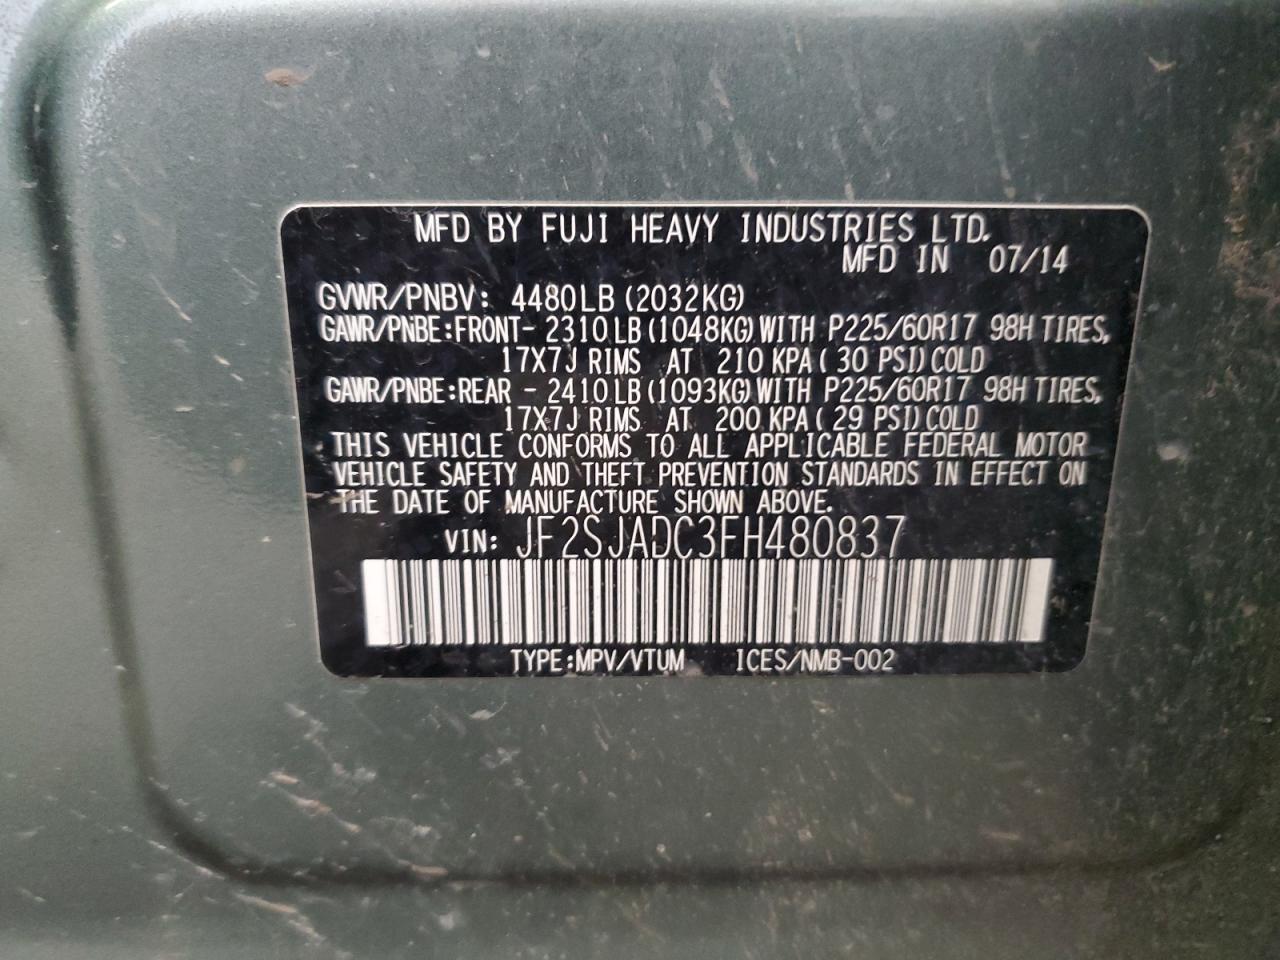 MFD BY FUJI HEAVY INDUSTRIES LTD.
MFD IN 07/14
GVWR/PNBV: 4480LB (2032KG)
GAWR/PNBE:FRONT- 2310LB (1048KG) WITH P225/60R17 98H TIRES,
17X7J RIMS AT 210 KPA ( 30 PSI) COLD
GAWR/PNBE:REAR - 2410LB (1093KG) WITH P225/60R17 98H TIRES,
17X7J RIMS AT 200 KPA ( 29 PSI) COLD
THIS VEHICLE CONFORMS TO ALL APPLICABLE FEDERAL MOTOR
VEHICLE SAFETY AND THEFT PREVENTION STANDARDS IN EFFECT ON
THE DATE OF MANUFACTURE SHOWN ABOVE.
VIN: JF2SJADC3FH480837
TYPE:MPV/VTUM ICES/NMB-002